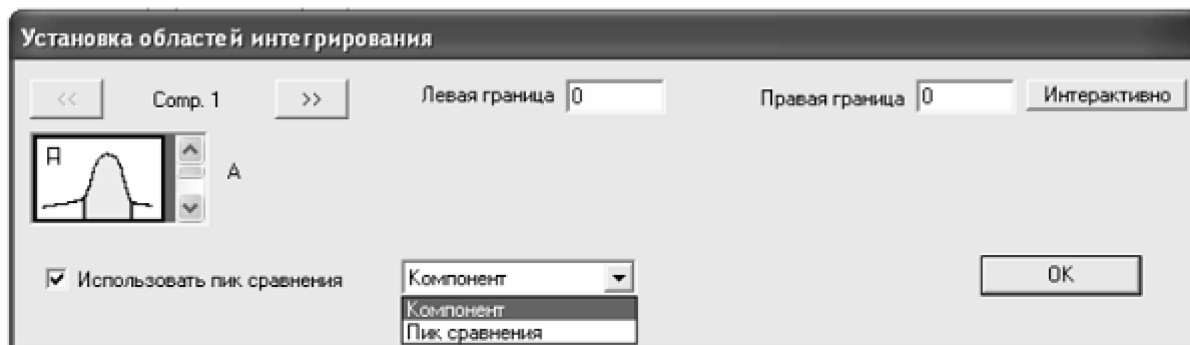 Установка областей интегрирования
<< Comp. 1 >> Левая граница 0 Правая граница 0 Интерактивно
A
A
Использовать пик сравнения Компонент OK
Компонент
Пик сравнения